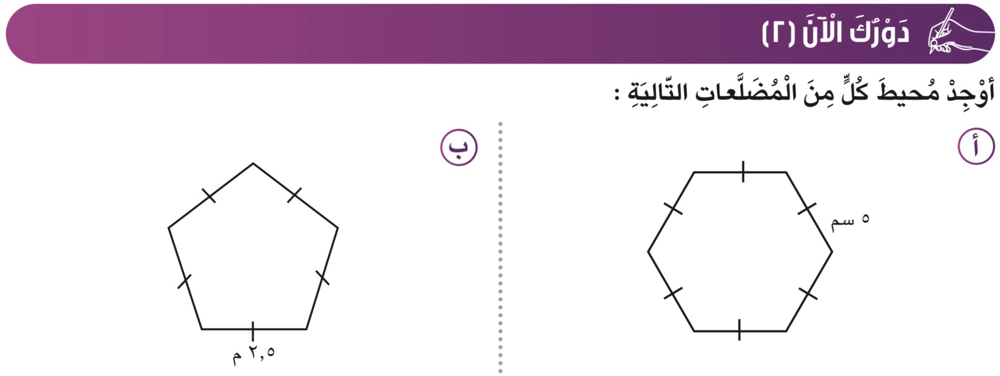 دَوْرُكَ الْآنَ (٢)
أَوْجِدْ مُحيطَ كُلٍّ مِنَ الْمُضَلَّعاتِ التّالِيَةِ :
أ
٥ سم
ب
٢,٥ م